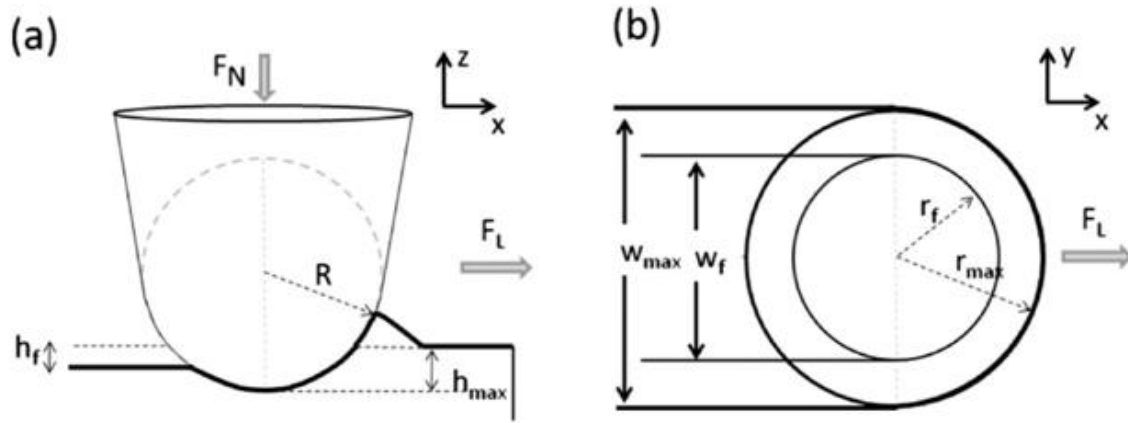 (a)
F_N
z
x
R
F_L
h_f
h_max
(b)
y
x
r_f
F_L
w_max w_f
r_max